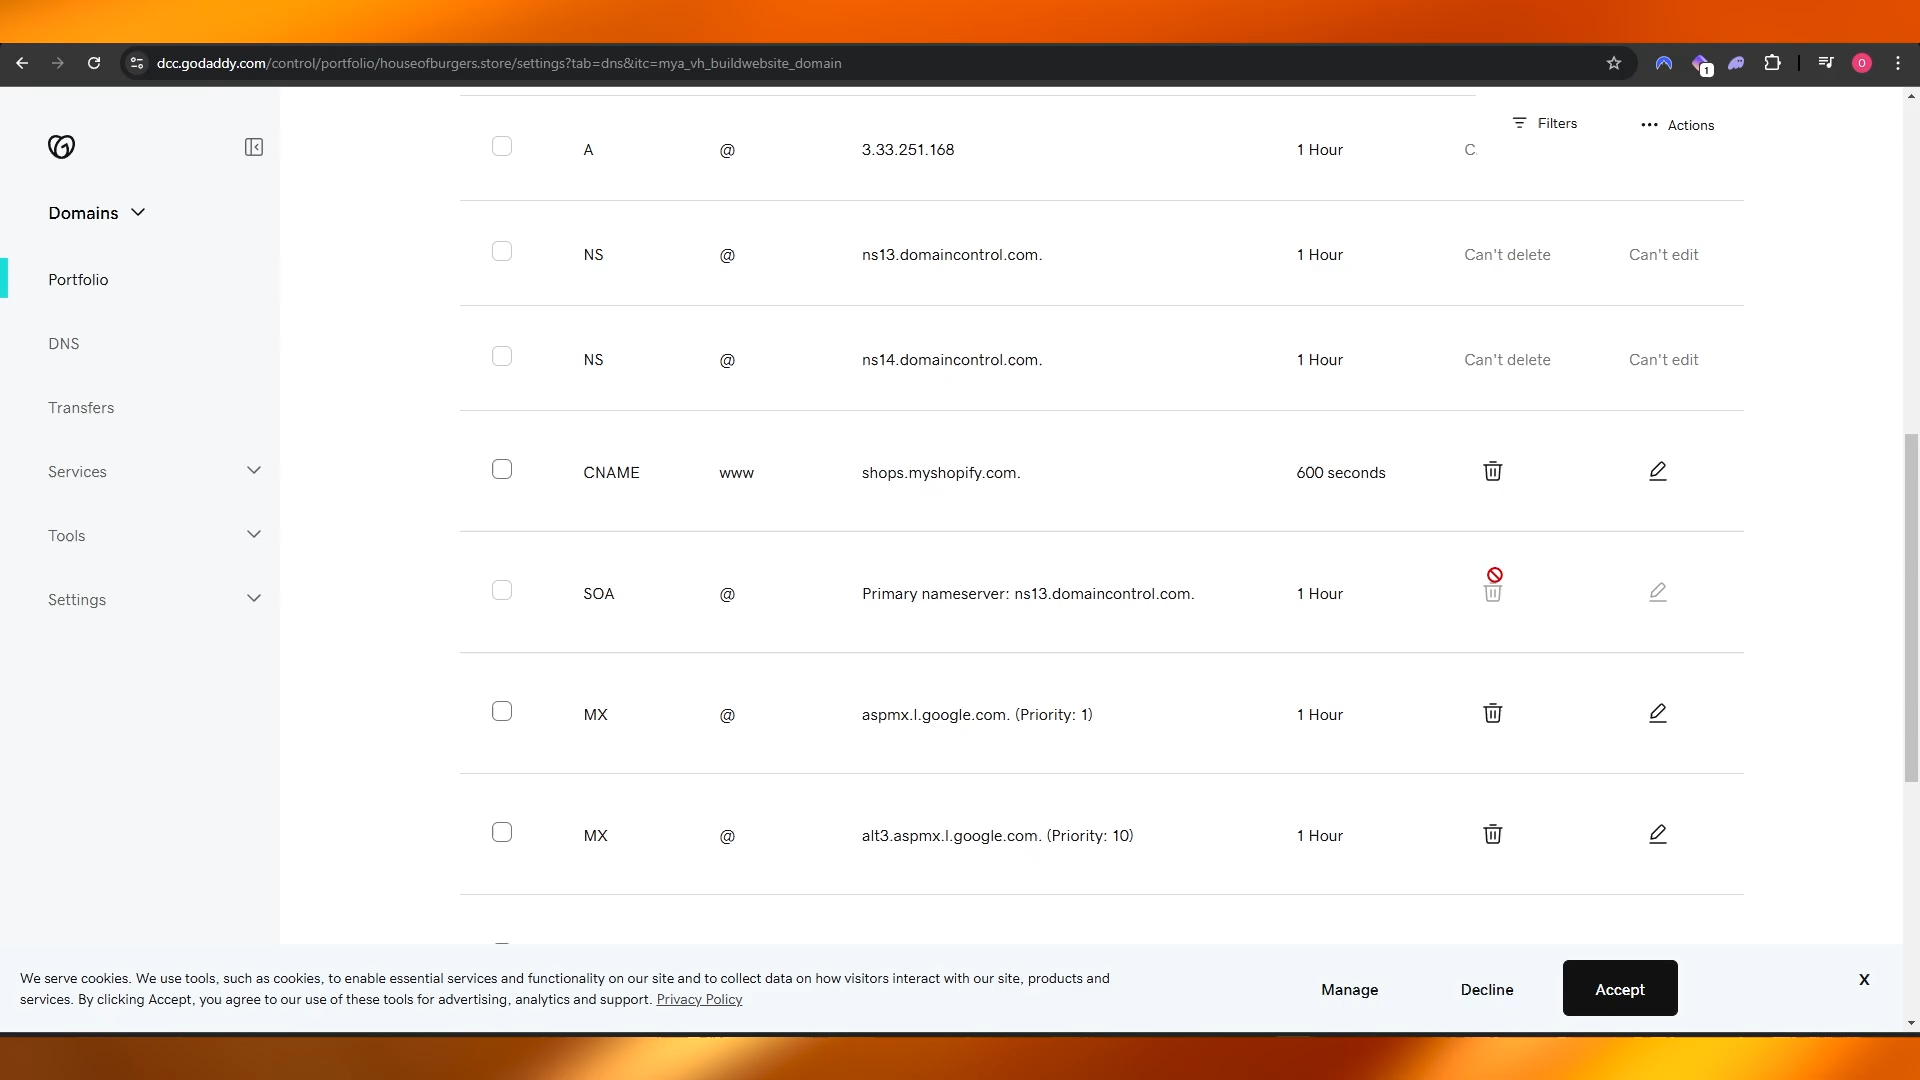 dcc.godaddy.com/control/portfolio/houseofburgers.store/settings?tab=dns&itc=mya_vh_buildwebsite_domain
1
O
Filters
Actions
Domains
Portfolio
DNS
Transfers
Services
Tools
Settings
A @ 3.33.251.168 1 Hour C
NS @ ns13.domaincontrol.com. 1 Hour Can't delete Can't edit
NS @ ns14.domaincontrol.com. 1 Hour Can't delete Can't edit
CNAME www shops.myshopify.com. 600 seconds
SOA @ Primary nameserver: ns13.domaincontrol.com. 1 Hour
MX @ aspmx.l.google.com. (Priority: 1) 1 Hour
MX @ alt3.aspmx.l.google.com. (Priority: 10) 1 Hour
We serve cookies. We use tools, such as cookies, to enable essential services and functionality on our site and to collect data on how visitors interact with our site, products and
services. By clicking Accept, you agree to our use of these tools for advertising, analytics and support. Privacy Policy
Manage
Decline
Accept
X